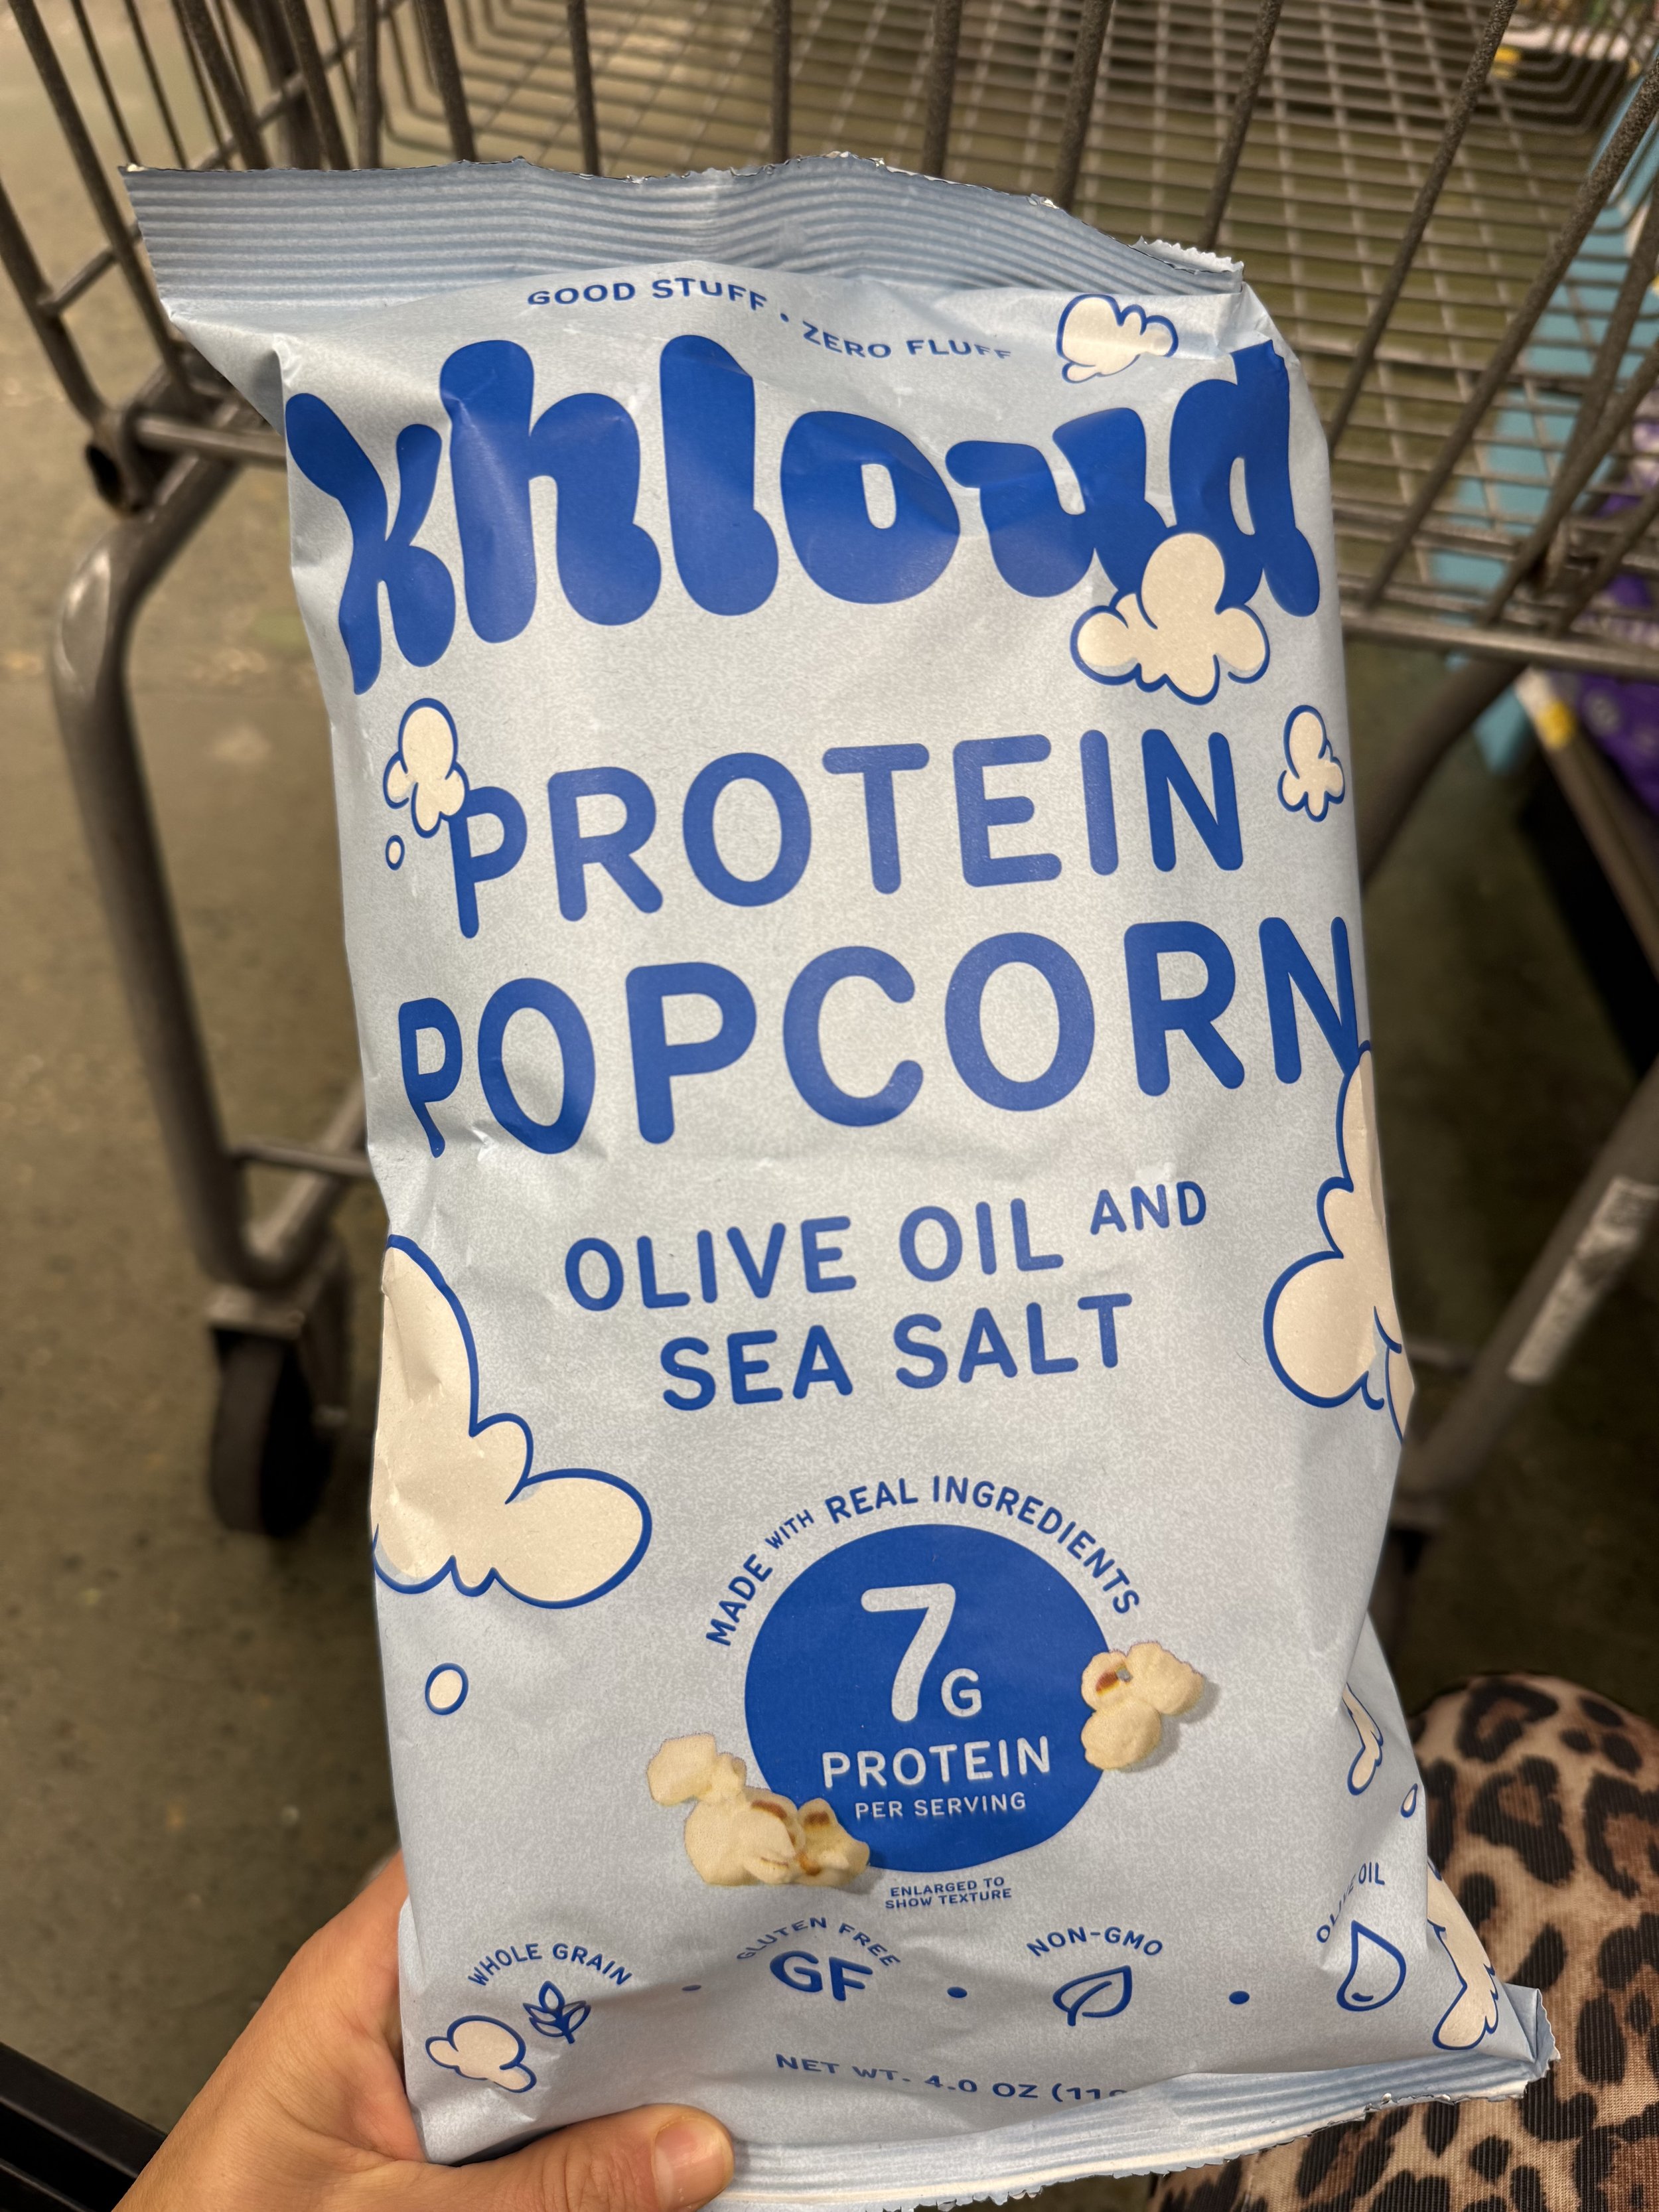 GOOD STUFF • ZERO FLUFF
khloud
PROTEIN
POPCORN
OLIVE OIL AND
SEA SALT
MADE WITH REAL INGREDIENTS
7G
PROTEIN
PER SERVING
ENLARGED TO
SHOW TEXTURE
WHOLE GRAIN • GLUTEN FREE GF • NON-GMO • OLIVE OIL
NET WT. 4.0 OZ